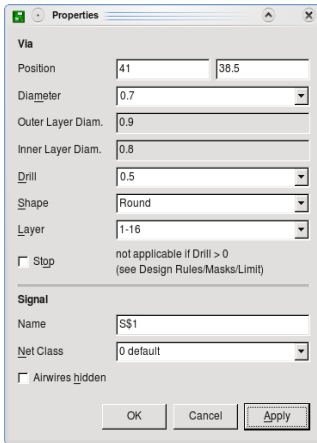 Properties
Via
Position 41 38.5
Diameter 0.7
Outer Layer Diam. 0.9
Inner Layer Diam. 0.8
Drill 0.5
Shape Round
Layer 1-16
Stop not applicable if Drill > 0
(see Design Rules/Masks/Limit)
Signal
Name S$1
Net Class 0 default
Airwires hidden
OK Cancel Apply